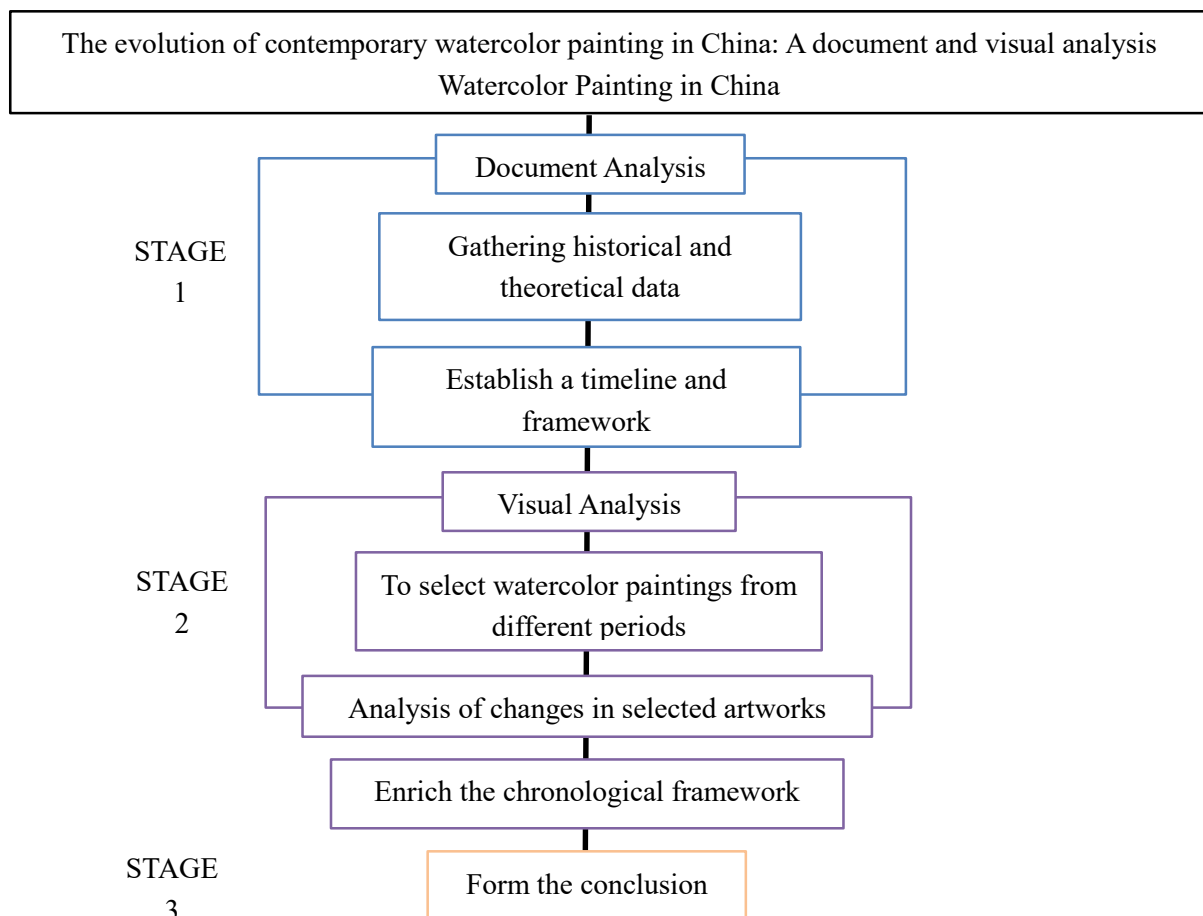 The evolution of contemporary watercolor painting in China: A document and visual analysis
Watercolor Painting in China
Document Analysis
STAGE
1
Gathering historical and
theoretical data
Establish a timeline and
framework
Visual Analysis
STAGE
2
To select watercolor paintings from
different periods
Analysis of changes in selected artworks
Enrich the chronological framework
STAGE
3
Form the conclusion